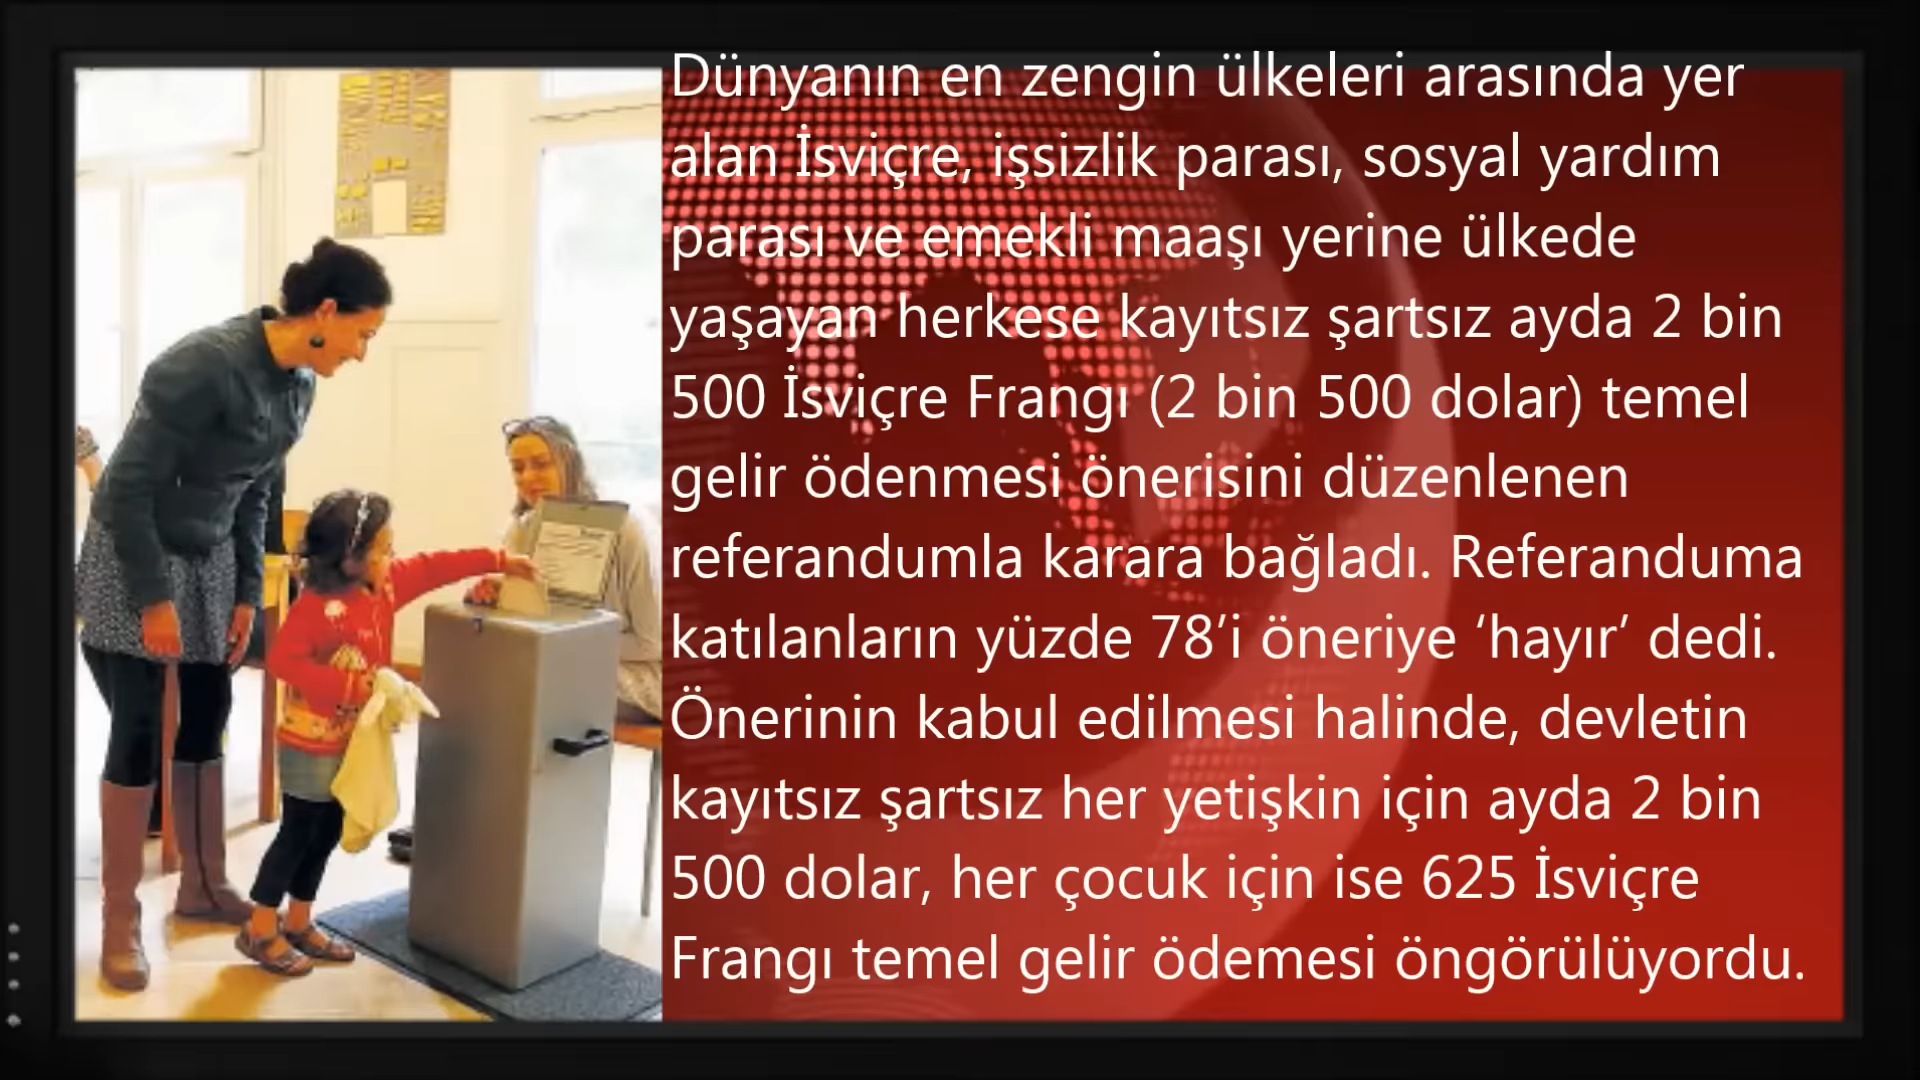 Dünyanın en zengin ülkeleri arasında yer
alan İsviçre, işsizlik parası, sosyal yardım
parası ve emekli maaşı yerine ülkede
yaşayan herkese kayıtsız şartsız ayda 2 bin
500 İsviçre Frangı (2 bin 500 dolar) temel
gelir ödenmesi önerisini düzenlenen
referandumla karara bağladı. Referanduma
katılanların yüzde 78’i öneriye ‘hayır’ dedi.
Önerinin kabul edilmesi halinde, devletin
kayıtsız şartsız her yetişkin için ayda 2 bin
500 dolar, her çocuk için ise 625 İsviçre
Frangı temel gelir ödemesi öngörülüyordu.